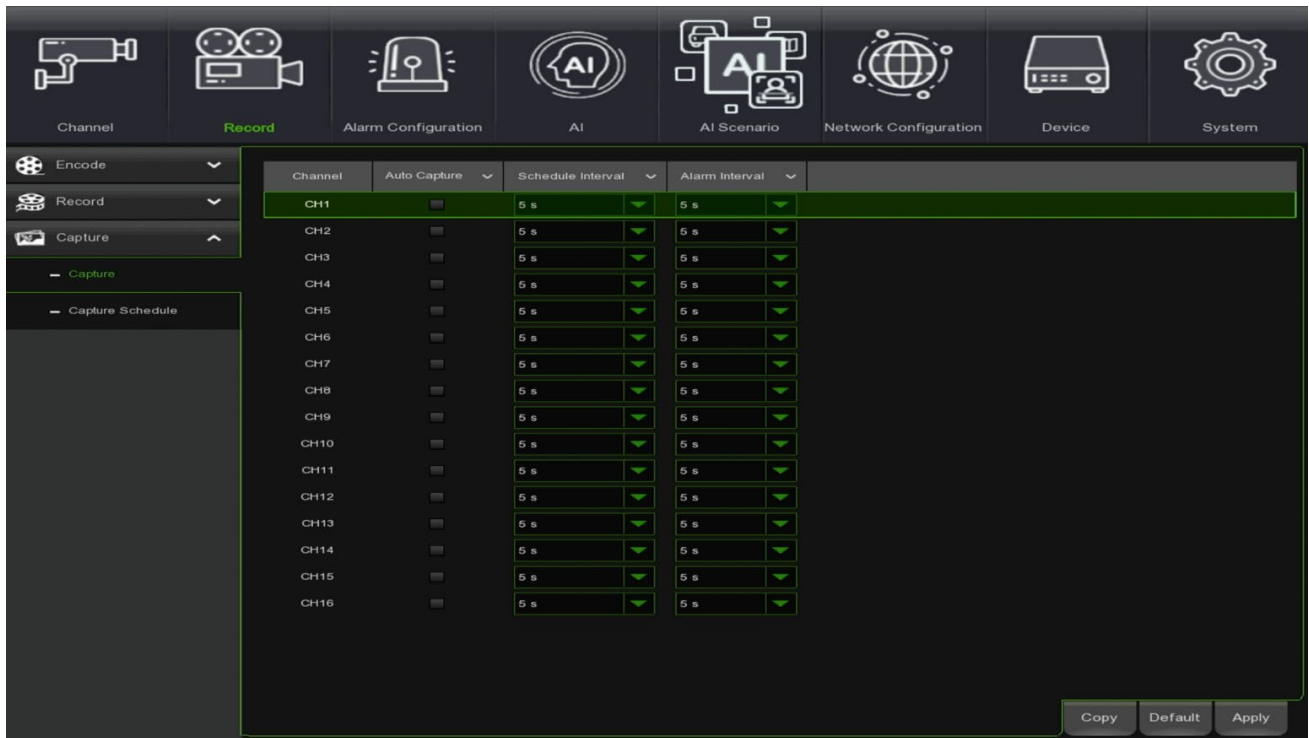 Channel Record Alarm Configuration AI AI Scenario Network Configuration Device System
Encode
Record
Capture
Capture
Capture Schedule
Channel Auto Capture Schedule Interval Alarm Interval
CH1 5 s 5 s
CH2 5 s 5 s
CH3 5 s 5 s
CH4 5 s 5 s
CH5 5 s 5 s
CH6 5 s 5 s
CH7 5 s 5 s
CH8 5 s 5 s
CH9 5 s 5 s
CH10 5 s 5 s
CH11 5 s 5 s
CH12 5 s 5 s
CH13 5 s 5 s
CH14 5 s 5 s
CH15 5 s 5 s
CH16 5 s 5 s
Copy Default Apply